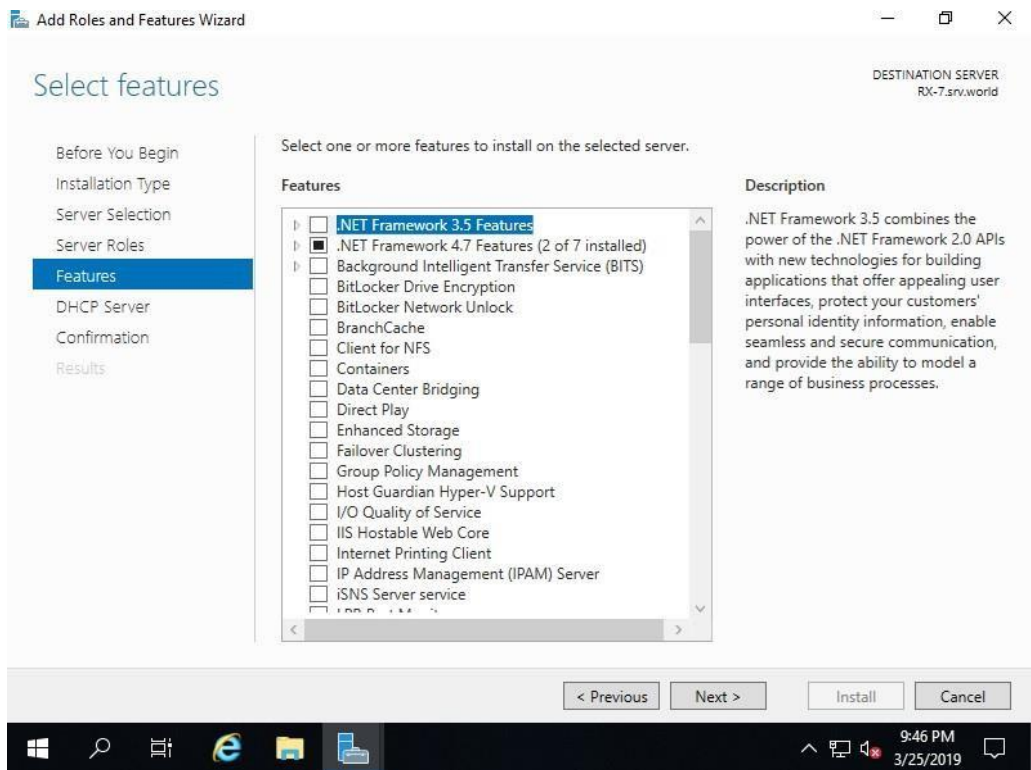 Add Roles and Features Wizard
Select features
DESTINATION SERVER
RX-7.srv.world
Before You Begin
Installation Type
Server Selection
Server Roles
Features
DHCP Server
Confirmation
Results
Select one or more features to install on the selected server.
Features
.NET Framework 3.5 Features
.NET Framework 4.7 Features (2 of 7 installed)
Background Intelligent Transfer Service (BITS)
BitLocker Drive Encryption
BitLocker Network Unlock
BranchCache
Client for NFS
Containers
Data Center Bridging
Direct Play
Enhanced Storage
Failover Clustering
Group Policy Management
Host Guardian Hyper-V Support
I/O Quality of Service
IIS Hostable Web Core
Internet Printing Client
IP Address Management (IPAM) Server
iSNS Server service
Description
.NET Framework 3.5 combines the
power of the .NET Framework 2.0 APIs
with new technologies for building
applications that offer appealing user
interfaces, protect your customers'
personal identity information, enable
seamless and secure communication,
and provide the ability to model a
range of business processes.
< Previous
Next >
Install
Cancel
9:46 PM
3/25/2019